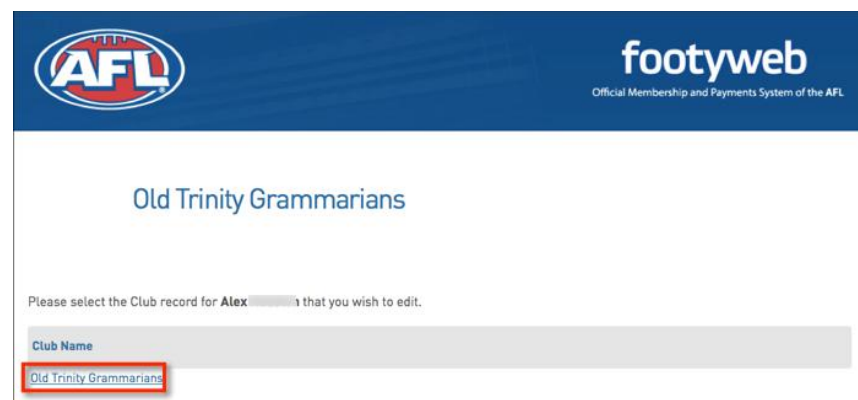 AFL
footyweb
Official Membership and Payments System of the AFL
Old Trinity Grammarians
Please select the Club record for Alex that you wish to edit.
Club Name
Old Trinity Grammarians